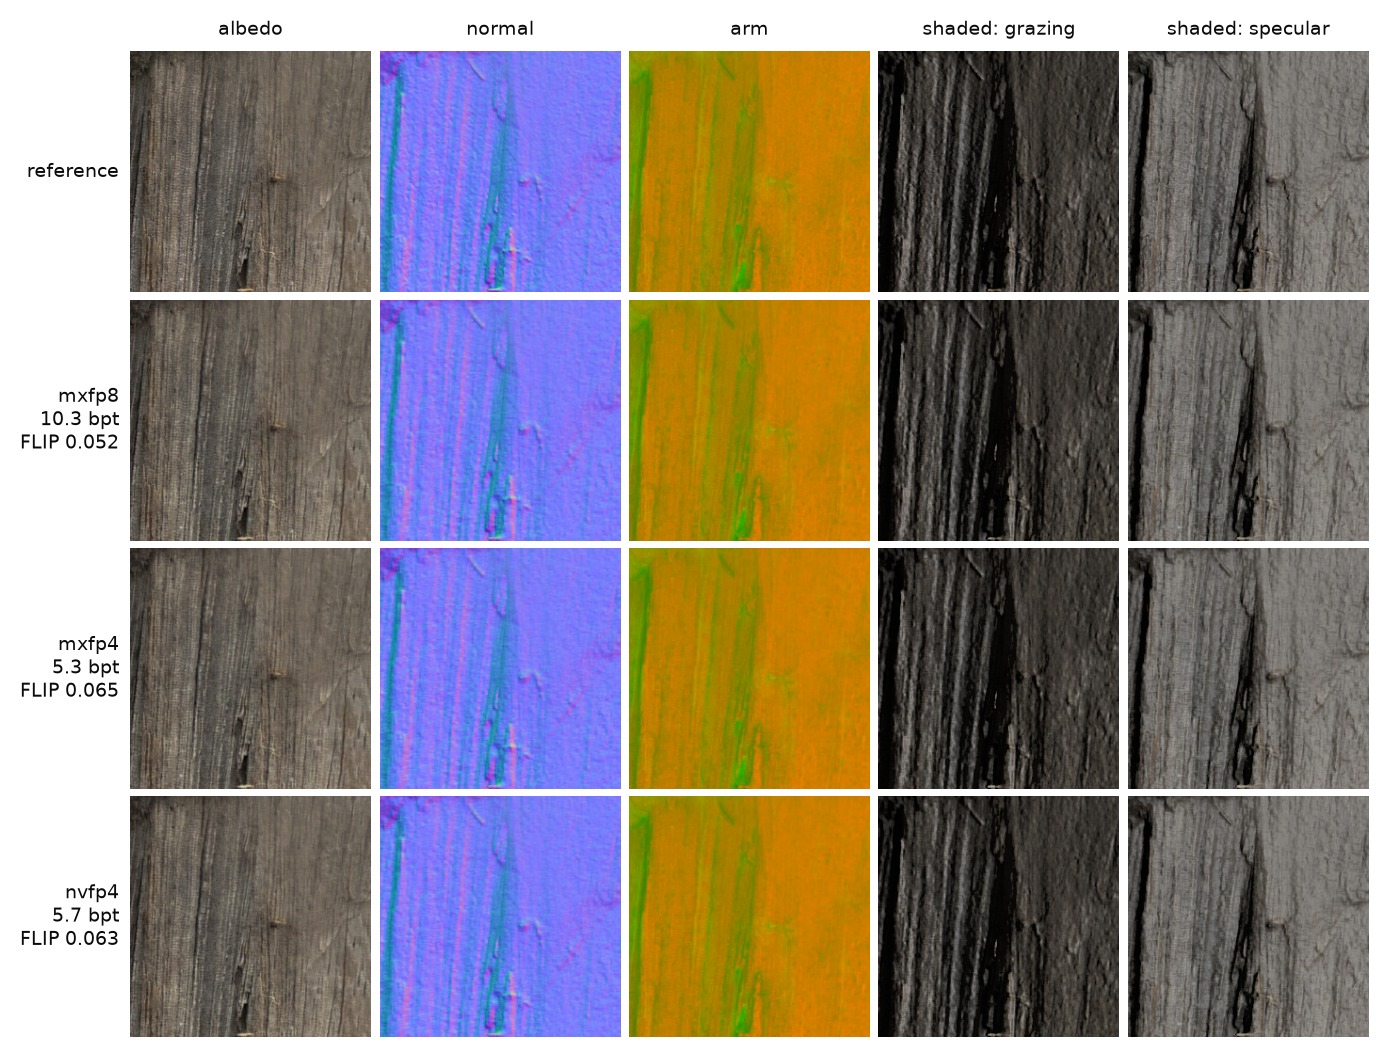 albedo
normal
arm
shaded: grazing
shaded: specular
reference
mxfp8
10.3 bpt
FLIP 0.052
mxfp4
5.3 bpt
FLIP 0.065
nvfp4
5.7 bpt
FLIP 0.063